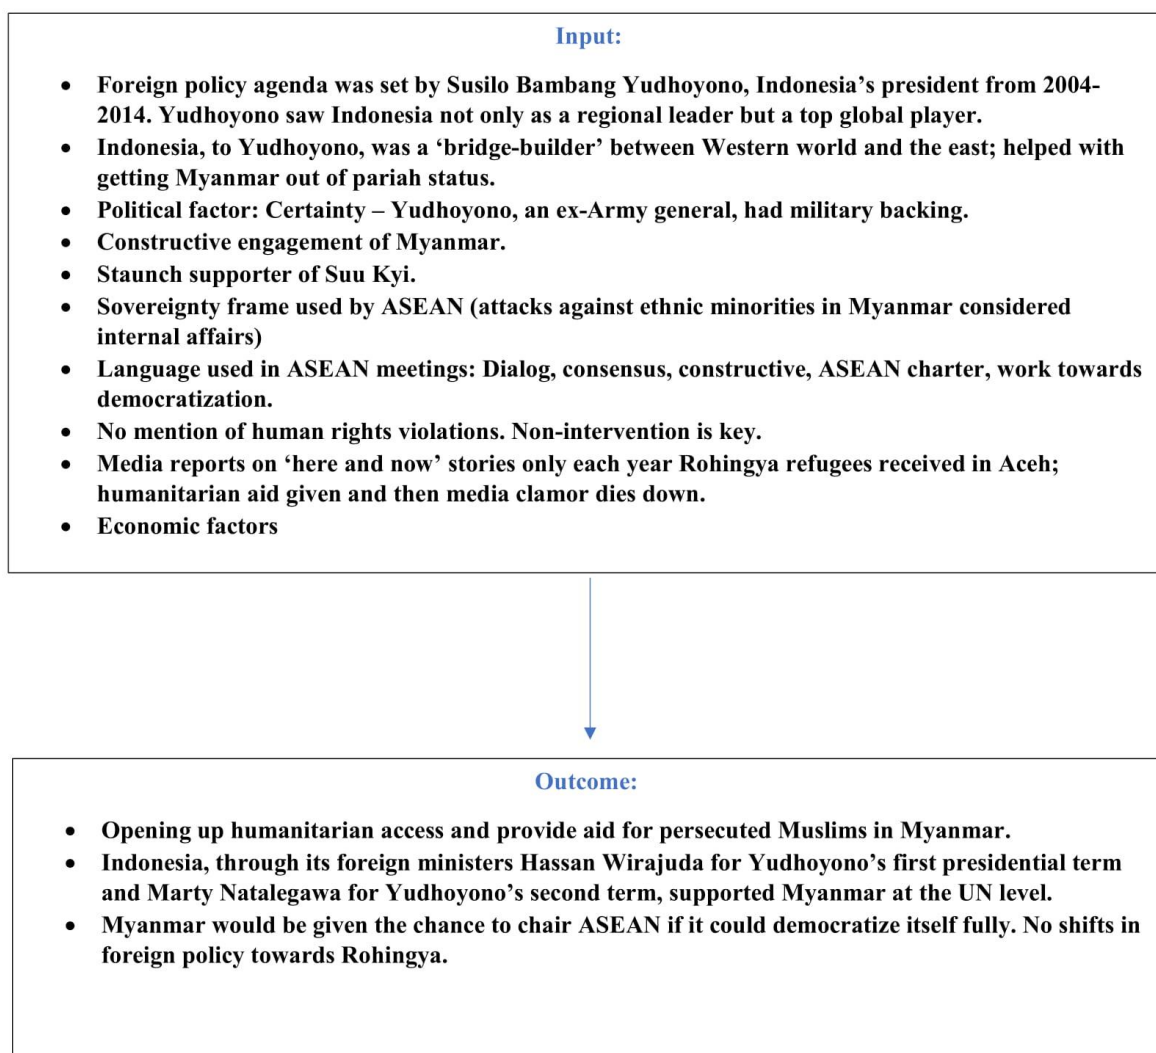 Input:
• Foreign policy agenda was set by Susilo Bambang Yudhoyono, Indonesia’s president from 2004-
2014. Yudhoyono saw Indonesia not only as a regional leader but a top global player.
• Indonesia, to Yudhoyono, was a ‘bridge-builder’ between Western world and the east; helped with
getting Myanmar out of pariah status.
• Political factor: Certainty – Yudhoyono, an ex-Army general, had military backing.
• Constructive engagement of Myanmar.
• Staunch supporter of Suu Kyi.
• Sovereignty frame used by ASEAN (attacks against ethnic minorities in Myanmar considered
internal affairs)
• Language used in ASEAN meetings: Dialog, consensus, constructive, ASEAN charter, work towards
democratization.
• No mention of human rights violations. Non-intervention is key.
• Media reports on ‘here and now’ stories only each year Rohingya refugees received in Aceh;
humanitarian aid given and then media clamor dies down.
• Economic factors
Outcome:
• Opening up humanitarian access and provide aid for persecuted Muslims in Myanmar.
• Indonesia, through its foreign ministers Hassan Wirajuda for Yudhoyono’s first presidential term
and Marty Natalegawa for Yudhoyono’s second term, supported Myanmar at the UN level.
• Myanmar would be given the chance to chair ASEAN if it could democratize itself fully. No shifts in
foreign policy towards Rohingya.